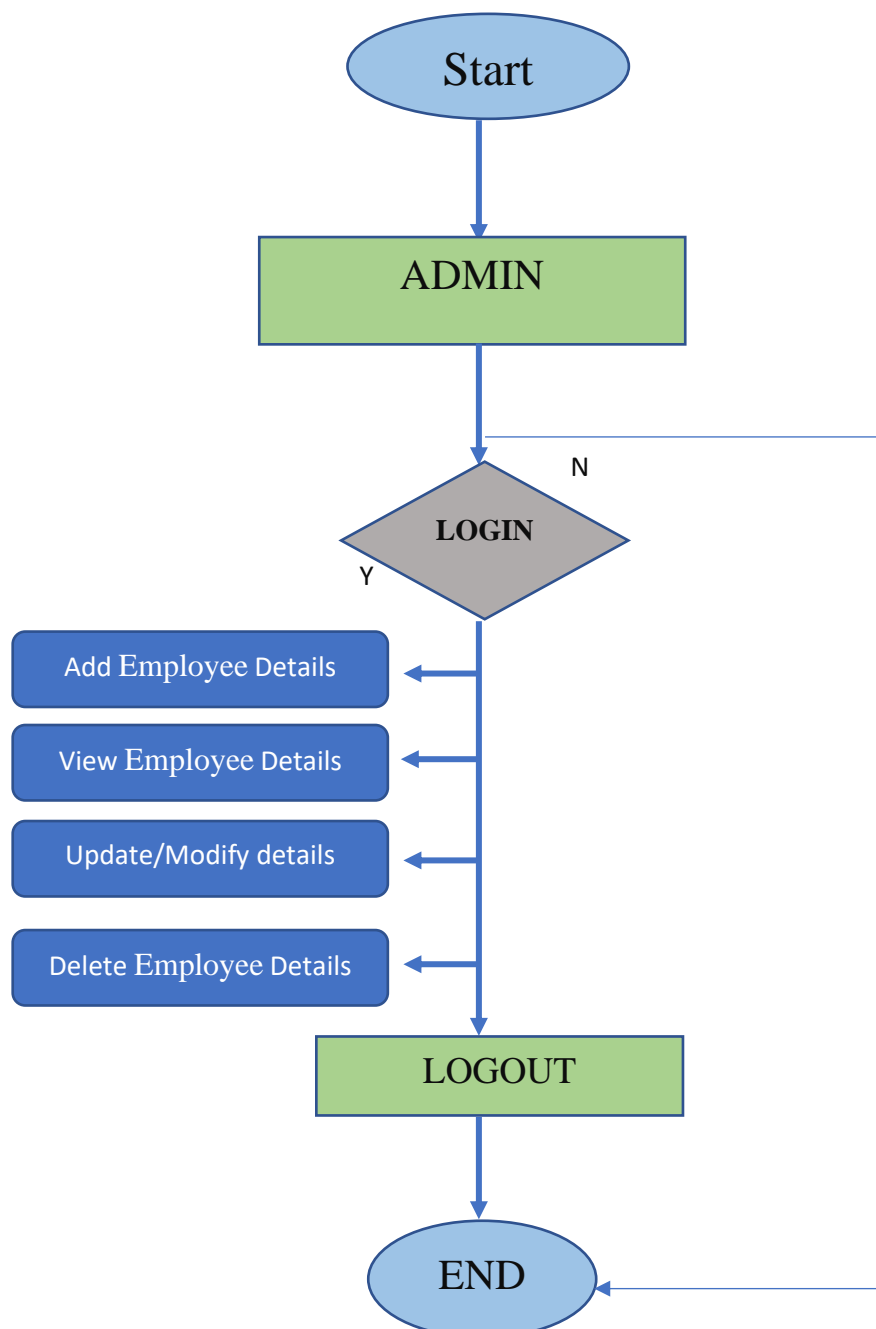 Start
ADMIN
N
LOGIN
Y
Add Employee Details
View Employee Details
Update/Modify details
Delete Employee Details
LOGOUT
END